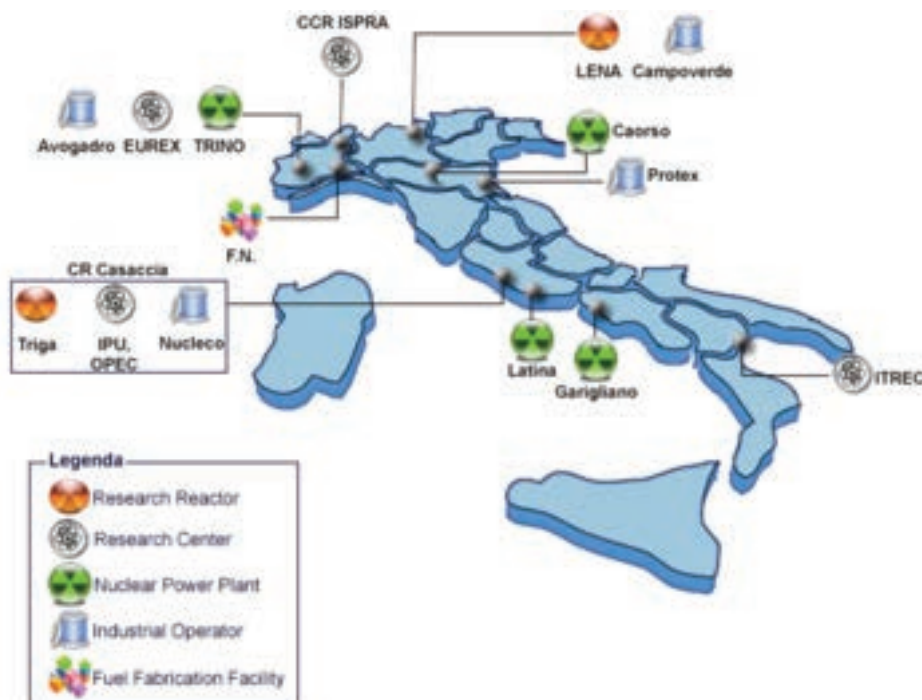 CCR ISPRA
LENA Campoverde
Avogadro EUREX TRINO
Caorso
Protex
F.N.
CR Casaccia
Triga IPU, OPEC Nucleco
Latina
Garigliano
ITREC
Legenda
Research Reactor
Research Center
Nuclear Power Plant
Industrial Operator
Fuel Fabrication Facility